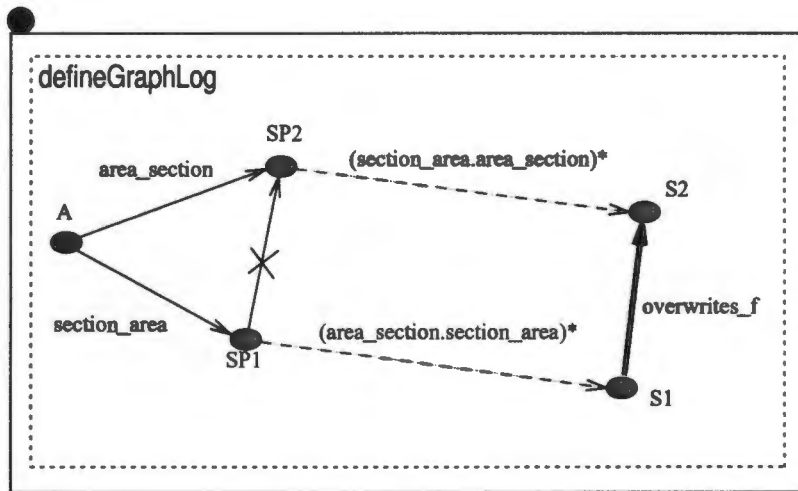 defineGraphLog
SP2
area_section
(section_area.area_section)*
S2
A
section_area
SP1
(area_section.section_area)*
overwrites_f
S1